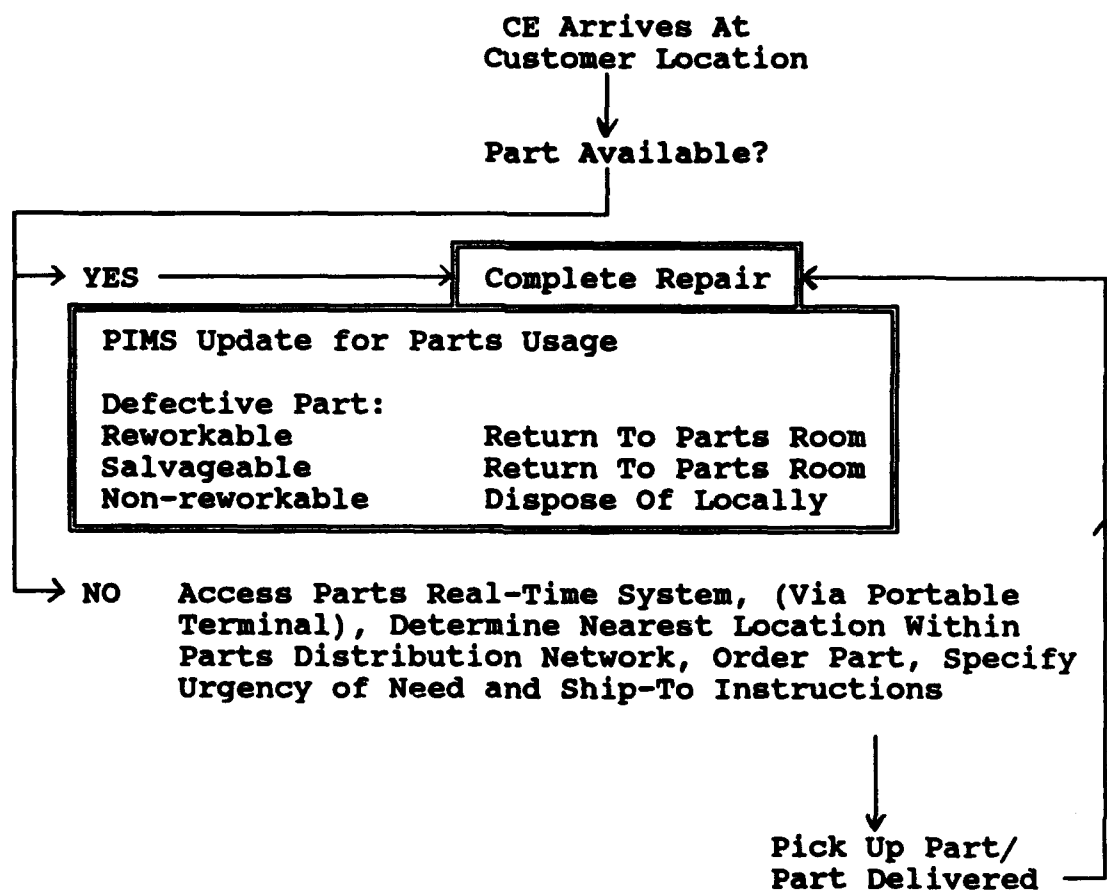 CE Arrives At
Customer Location
Part Available?
YES
Complete Repair
PIMS Update for Parts Usage
Defective Part:
Reworkable Return To Parts Room
Salvageable Return To Parts Room
Non-reworkable Dispose Of Locally
NO Access Parts Real-Time System, (Via Portable
Terminal), Determine Nearest Location Within
Parts Distribution Network, Order Part, Specify
Urgency of Need and Ship-To Instructions
Pick Up Part/
Part Delivered